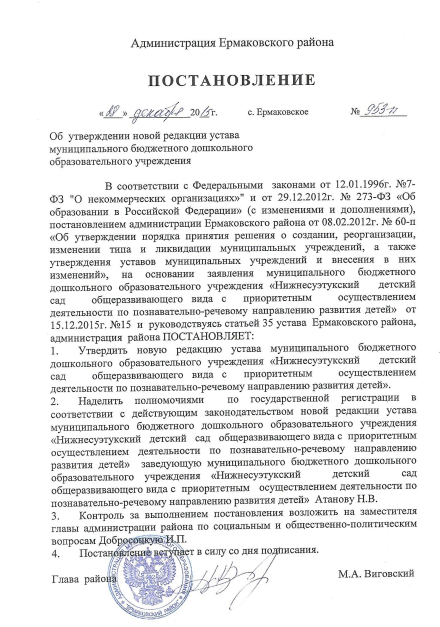 Администрация Ермаковского района
ПОСТАНОВЛЕНИЕ
«18» декабря 2015г. с. Ермаковское № 953-п
Об утверждении новой редакции устава
муниципального бюджетного дошкольного
образовательного учреждения
В соответствии с Федеральными законами от 12.01.1996г. №7-
ФЗ "О некоммерческих организациях»" и от 29.12.2012г. № 273-ФЗ «Об
образовании в Российской Федерации» (с изменениями и дополнениями),
постановлением администрации Ермаковского района от 08.02.2012г. № 60-п
«Об утверждении порядка принятия решения о создании, реорганизации,
изменении типа и ликвидации муниципальных учреждений, а также
утверждения уставов муниципальных учреждений и внесения в них
изменений», на основании заявления муниципального бюджетного
дошкольного образовательного учреждения «Нижнесуэтукский детский
сад общеразвивающего вида с приоритетным осуществлением
деятельности по познавательно-речевому направлению развития детей» от
15.12.2015г. №15 и руководствуясь статьей 35 устава Ермаковского района,
администрация района ПОСТАНОВЛЯЕТ:
1. Утвердить новую редакцию устава муниципального бюджетного
дошкольного образовательного учреждения «Нижнесуэтукский детский
сад общеразвивающего вида с приоритетным осуществлением
деятельности по познавательно-речевому направлению развития детей».
2. Наделить полномочиями по государственной регистрации в
соответствии с действующим законодательством новой редакции устава
муниципального бюджетного дошкольного образовательного учреждения
«Нижнесуэтукский детский сад общеразвивающего вида с приоритетным
осуществлением деятельности по познавательно-речевому направлению
развития детей» заведующую муниципального бюджетного дошкольного
образовательного учреждения «Нижнесуэтукский детский сад
общеразвивающего вида с приоритетным осуществлением деятельности по
познавательно-речевому направлению развития детей» Атанову Н.В.
3. Контроль за выполнением постановления возложить на заместителя
главы администрации района по социальным и общественно-политическим
вопросам Добросоцкую И.П.
4. Постановление вступает в силу со дня подписания.
Глава района М.А. Виговский